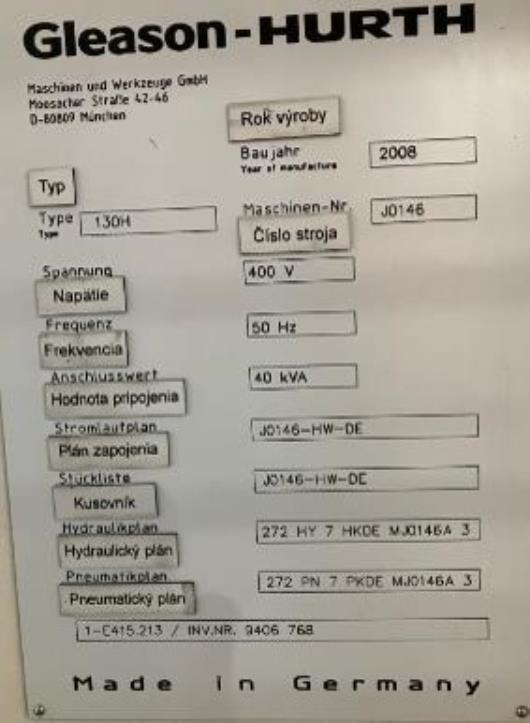 Gleason-HURTH
Maschinen und Werkzeuge GmbH
Moosacher Straße 42-46
D-80809 München
Rok výroby
Baujahr
Year of manufacture
2008
Typ
Type
Type
130H
Maschinen-Nr.
J0146
Číslo stroja
Spannung
400 V
Napätie
Frequenz
50 Hz
Frekvencia
Anschlusswert
40 kVA
Hodnota pripojenia
Stromlaufplan
J0146-HW-DE
Plán zapojenia
Stückliste
J0146-HW-DE
Kusovník
Hydraulikplan
272 HY 7 HKDE MJ0146A 3
Hydraulický plán
Pneumatikplan
272 PN 7 PKDE MJ0146A 3
Pneumatický plán
1-E415.213 / INV.NR. 9406 768
Made in Germany